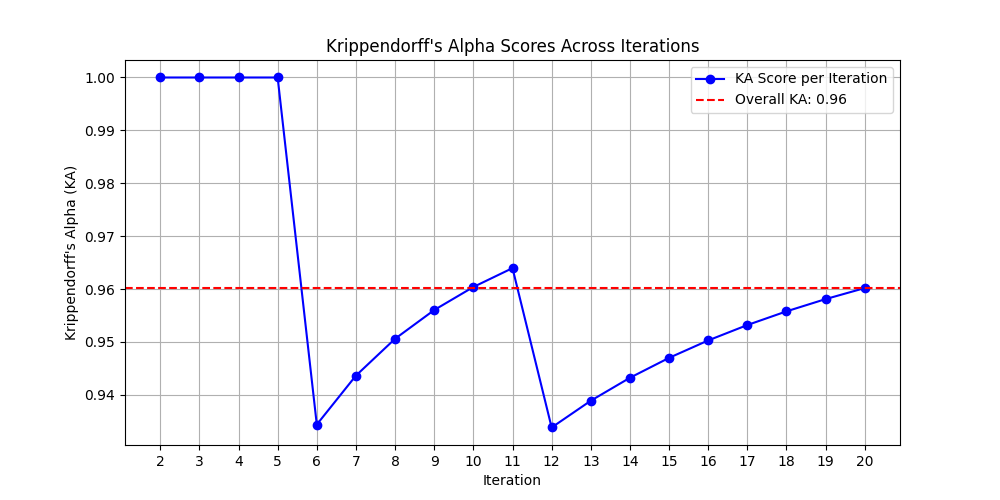 Krippendorff's Alpha Scores Across Iterations
KA Score per Iteration
Overall KA: 0.96
Krippendorff's Alpha (KA)
1.00
0.99
0.98
0.97
0.96
0.95
0.94
2 3 4 5 6 7 8 9 10 11 12 13 14 15 16 17 18 19 20
Iteration